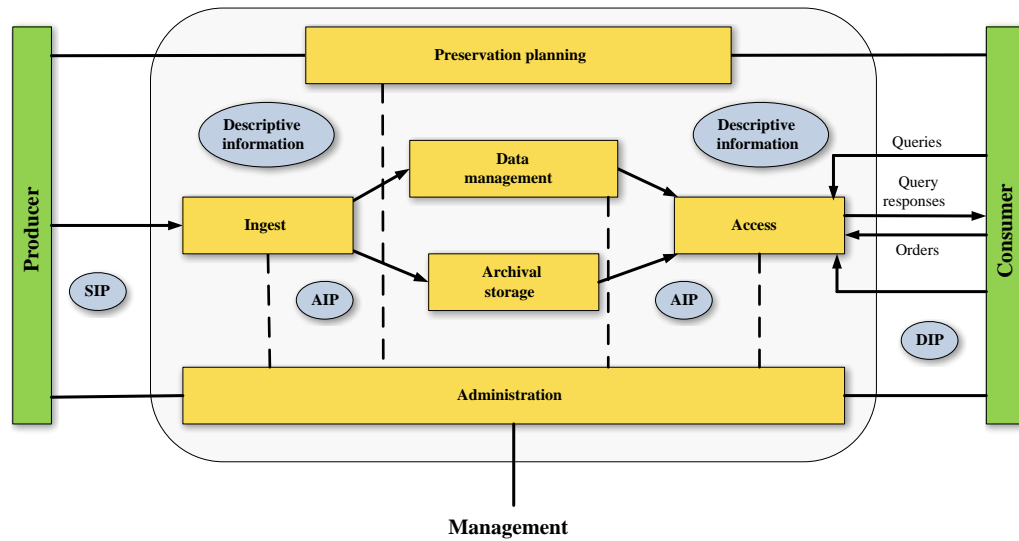 Preservation planning
Descriptive
information
Descriptive
information
Data
management
Queries
Query
responses
Producer
Ingest
Access
Consumer
Orders
Archival
storage
SIP
AIP
AIP
DIP
Administration
Management